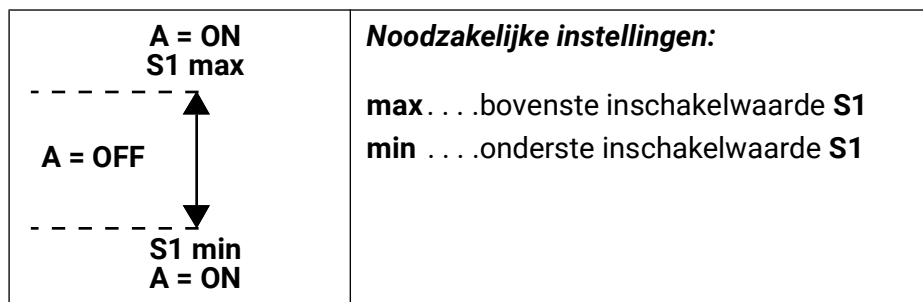 A = ON
S1 max
A = OFF
S1 min
A = ON
Noodzakelijke instellingen:
max . . . .bovenste inschakelwaarde S1
min . . . .onderste inschakelwaarde S1